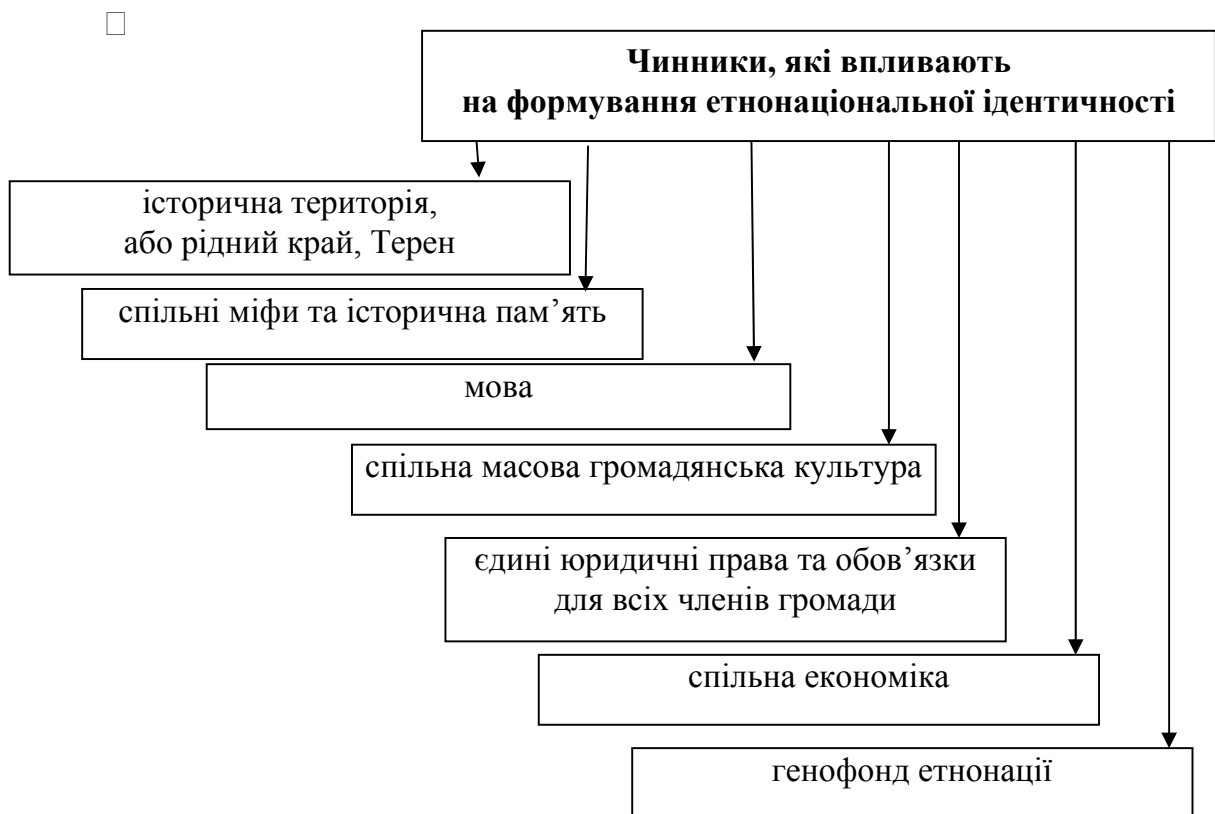 Чинники, які впливають
на формування етнонаціональної ідентичності
історична територія,
або рідний край, Терен
спільні міфи та історична пам’ять
мова
спільна масова громадянська культура
єдині юридичні права та обов’язки
для всіх членів громади
спільна економіка
генофонд етнонації